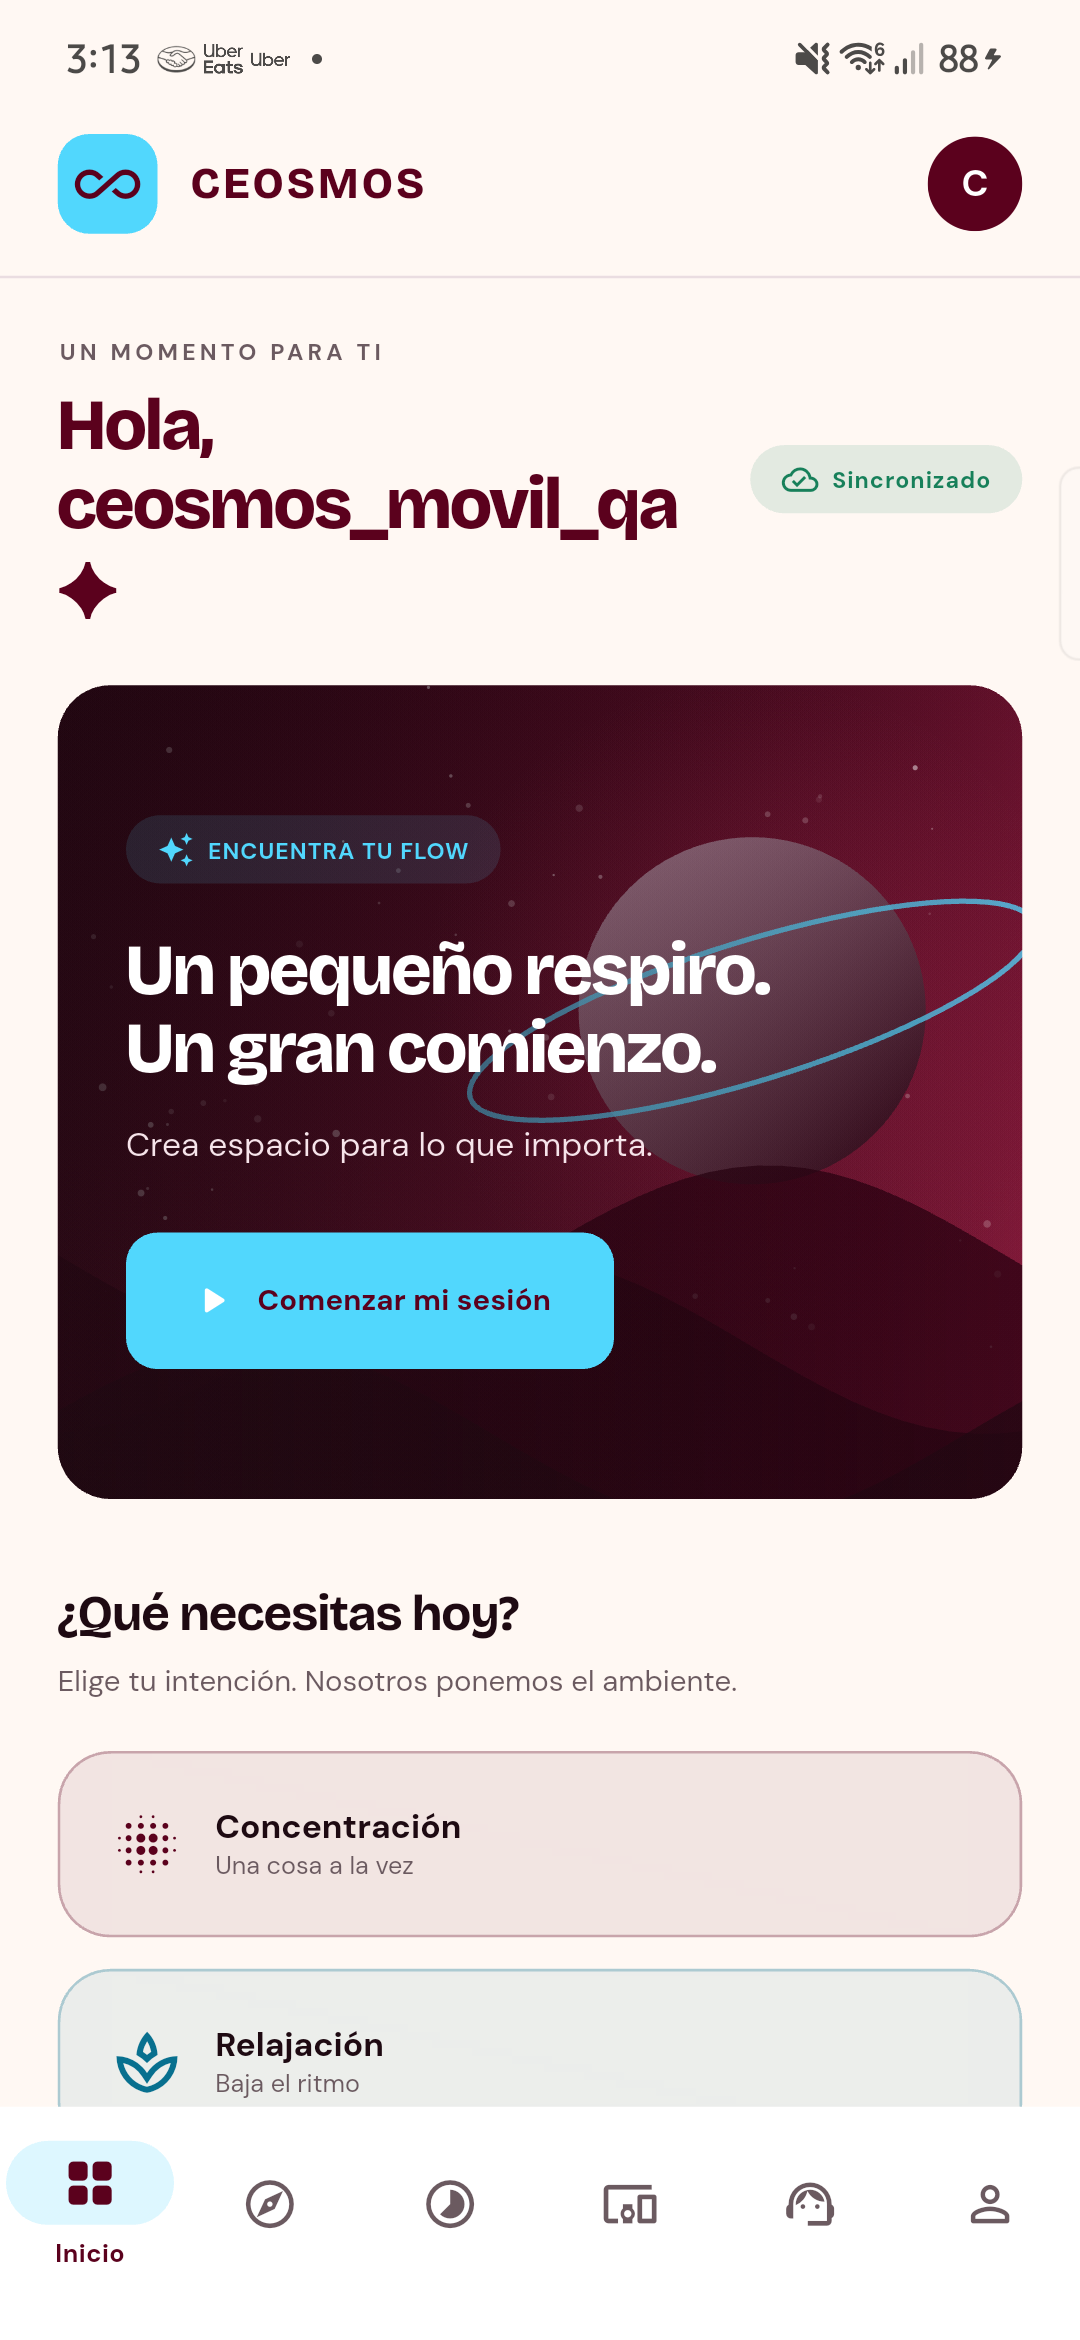 3:13 Uber Eats Uber 6 88
CEOSMOS
C
UN MOMENTO PARA TI
Hola,
ceosmos_movil_qa
Sincronizado
ENCUENTRA TU FLOW
Un pequeño respiro.
Un gran comienzo.
Crea espacio para lo que importa.
Comenzar mi sesión
¿Qué necesitas hoy?
Elige tu intención. Nosotros ponemos el ambiente.
Concentración
Una cosa a la vez
Relajación
Baja el ritmo
Inicio